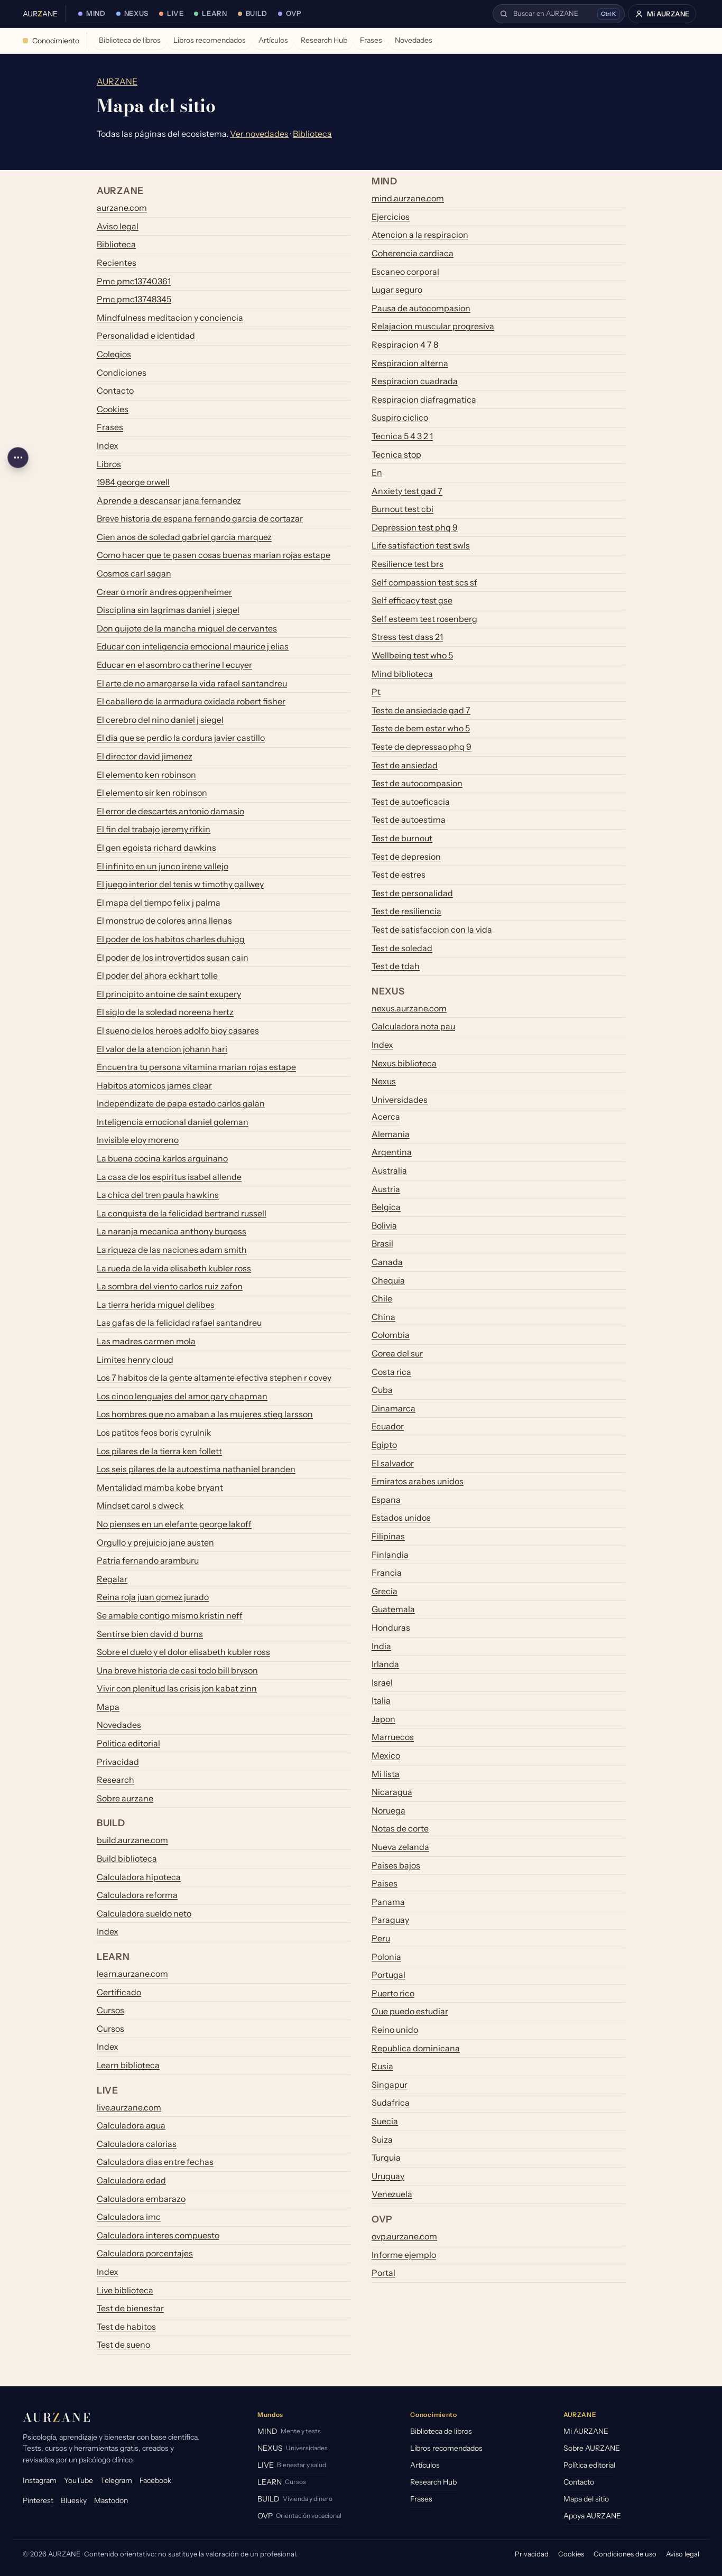 AURZANE
MIND
NEXUS
LIVE
LEARN
BUILD
OVP
Buscar en AURZANE
Ctrl K
Mi AURZANE
Conocimiento
Biblioteca de libros
Libros recomendados
Artículos
Research Hub
Frases
Novedades
AURZANE
Mapa del sitio
Todas las páginas del ecosistema. Ver novedades · Biblioteca
AURZANE
aurzane.com
Aviso legal
Biblioteca
Recientes
Pmc pmc13740361
Pmc pmc13748345
Mindfulness meditacion y conciencia
Personalidad e identidad
Colegios
Condiciones
Contacto
Cookies
Frases
Index
Libros
1984 george orwell
Aprende a descansar jana fernandez
Breve historia de espana fernando garcia de cortazar
Cien anos de soledad gabriel garcia marquez
Como hacer que te pasen cosas buenas marian rojas estape
Cosmos carl sagan
Crear o morir andres oppenheimer
Disciplina sin lagrimas daniel j siegel
Don quijote de la mancha miguel de cervantes
Educar con inteligencia emocional maurice j elias
Educar en el asombro catherine l ecuyer
El arte de no amargarse la vida rafael santandreu
El caballero de la armadura oxidada robert fisher
El cerebro del nino daniel j siegel
El dia que se perdio la cordura javier castillo
El director david jimenez
El elemento ken robinson
El elemento sir ken robinson
El error de descartes antonio damasio
El fin del trabajo jeremy rifkin
El gen egoista richard dawkins
El infinito en un junco irene vallejo
El juego interior del tenis w timothy gallwey
El mapa del tiempo felix j palma
El monstruo de colores anna llenas
El poder de los habitos charles duhigg
El poder de los introvertidos susan cain
El poder del ahora eckhart tolle
El principito antoine de saint exupery
El siglo de la soledad noreena hertz
El sueno de los heroes adolfo bioy casares
El valor de la atencion johann hari
Encuentra tu persona vitamina marian rojas estape
Habitos atomicos james clear
Independizate de papa estado carlos galan
Inteligencia emocional daniel goleman
Invisible eloy moreno
La buena cocina karlos arguinano
La casa de los espiritus isabel allende
La chica del tren paula hawkins
La conquista de la felicidad bertrand russell
La naranja mecanica anthony burgess
La riqueza de las naciones adam smith
La rueda de la vida elisabeth kubler ross
La sombra del viento carlos ruiz zafon
La tierra herida miguel delibes
Las gafas de la felicidad rafael santandreu
Las madres carmen mola
Limites henry cloud
Los 7 habitos de la gente altamente efectiva stephen r covey
Los cinco lenguajes del amor gary chapman
Los hombres que no amaban a las mujeres stieg larsson
Los patitos feos boris cyrulnik
Los pilares de la tierra ken follett
Los seis pilares de la autoestima nathaniel branden
Mentalidad mamba kobe bryant
Mindset carol s dweck
No pienses en un elefante george lakoff
Orgullo y prejuicio jane austen
Patria fernando aramburu
Regalar
Reina roja juan gomez jurado
Se amable contigo mismo kristin neff
Sentirse bien david d burns
Sobre el duelo y el dolor elisabeth kubler ross
Una breve historia de casi todo bill bryson
Vivir con plenitud las crisis jon kabat zinn
Mapa
Novedades
Politica editorial
Privacidad
Research
Sobre aurzane
BUILD
build.aurzane.com
Build biblioteca
Calculadora hipoteca
Calculadora reforma
Calculadora sueldo neto
Index
LEARN
learn.aurzane.com
Certificado
Cursos
Cursos
Index
Learn biblioteca
LIVE
live.aurzane.com
Calculadora agua
Calculadora calorias
Calculadora dias entre fechas
Calculadora edad
Calculadora embarazo
Calculadora imc
Calculadora interes compuesto
Calculadora porcentajes
Index
Live biblioteca
Test de bienestar
Test de habitos
Test de sueno
MIND
mind.aurzane.com
Ejercicios
Atencion a la respiracion
Coherencia cardiaca
Escaneo corporal
Lugar seguro
Pausa de autocompasion
Relajacion muscular progresiva
Respiracion 4 7 8
Respiracion alterna
Respiracion cuadrada
Respiracion diafragmatica
Suspiro ciclico
Tecnica 5 4 3 2 1
Tecnica stop
En
Anxiety test gad 7
Burnout test cbi
Depression test phq 9
Life satisfaction test swls
Resilience test brs
Self compassion test scs sf
Self efficacy test gse
Self esteem test rosenberg
Stress test dass 21
Wellbeing test who 5
Mind biblioteca
Pt
Teste de ansiedade gad 7
Teste de bem estar who 5
Teste de depressao phq 9
Test de ansiedad
Test de autocompasion
Test de autoeficacia
Test de autoestima
Test de burnout
Test de depresion
Test de estres
Test de personalidad
Test de resiliencia
Test de satisfaccion con la vida
Test de soledad
Test de tdah
NEXUS
nexus.aurzane.com
Calculadora nota pau
Index
Nexus biblioteca
Nexus
Universidades
Acerca
Alemania
Argentina
Australia
Austria
Belgica
Bolivia
Brasil
Canada
Chequia
Chile
China
Colombia
Corea del sur
Costa rica
Cuba
Dinamarca
Ecuador
Egipto
El salvador
Emiratos arabes unidos
Espana
Estados unidos
Filipinas
Finlandia
Francia
Grecia
Guatemala
Honduras
India
Irlanda
Israel
Italia
Japon
Marruecos
Mexico
Mi lista
Nicaragua
Noruega
Notas de corte
Nueva zelanda
Paises bajos
Paises
Panama
Paraguay
Peru
Polonia
Portugal
Puerto rico
Que puedo estudiar
Reino unido
Republica dominicana
Rusia
Singapur
Sudafrica
Suecia
Suiza
Turquia
Uruguay
Venezuela
OVP
ovp.aurzane.com
Informe ejemplo
Portal
AURZANE
Psicología, aprendizaje y bienestar con base científica.
Tests, cursos y herramientas gratis, creados y
revisados por un psicólogo clínico.
Instagram YouTube Telegram Facebook
Pinterest Bluesky Mastodon
Mundos
MIND Mente y tests
NEXUS Universidades
LIVE Bienestar y salud
LEARN Cursos
BUILD Vivienda y dinero
OVP Orientación vocacional
Conocimiento
Biblioteca de libros
Libros recomendados
Artículos
Research Hub
Frases
AURZANE
Mi AURZANE
Sobre AURZANE
Política editorial
Contacto
Mapa del sitio
Apoya AURZANE
© 2026 AURZANE · Contenido orientativo: no sustituye la valoración de un profesional.
Privacidad Cookies Condiciones de uso Aviso legal